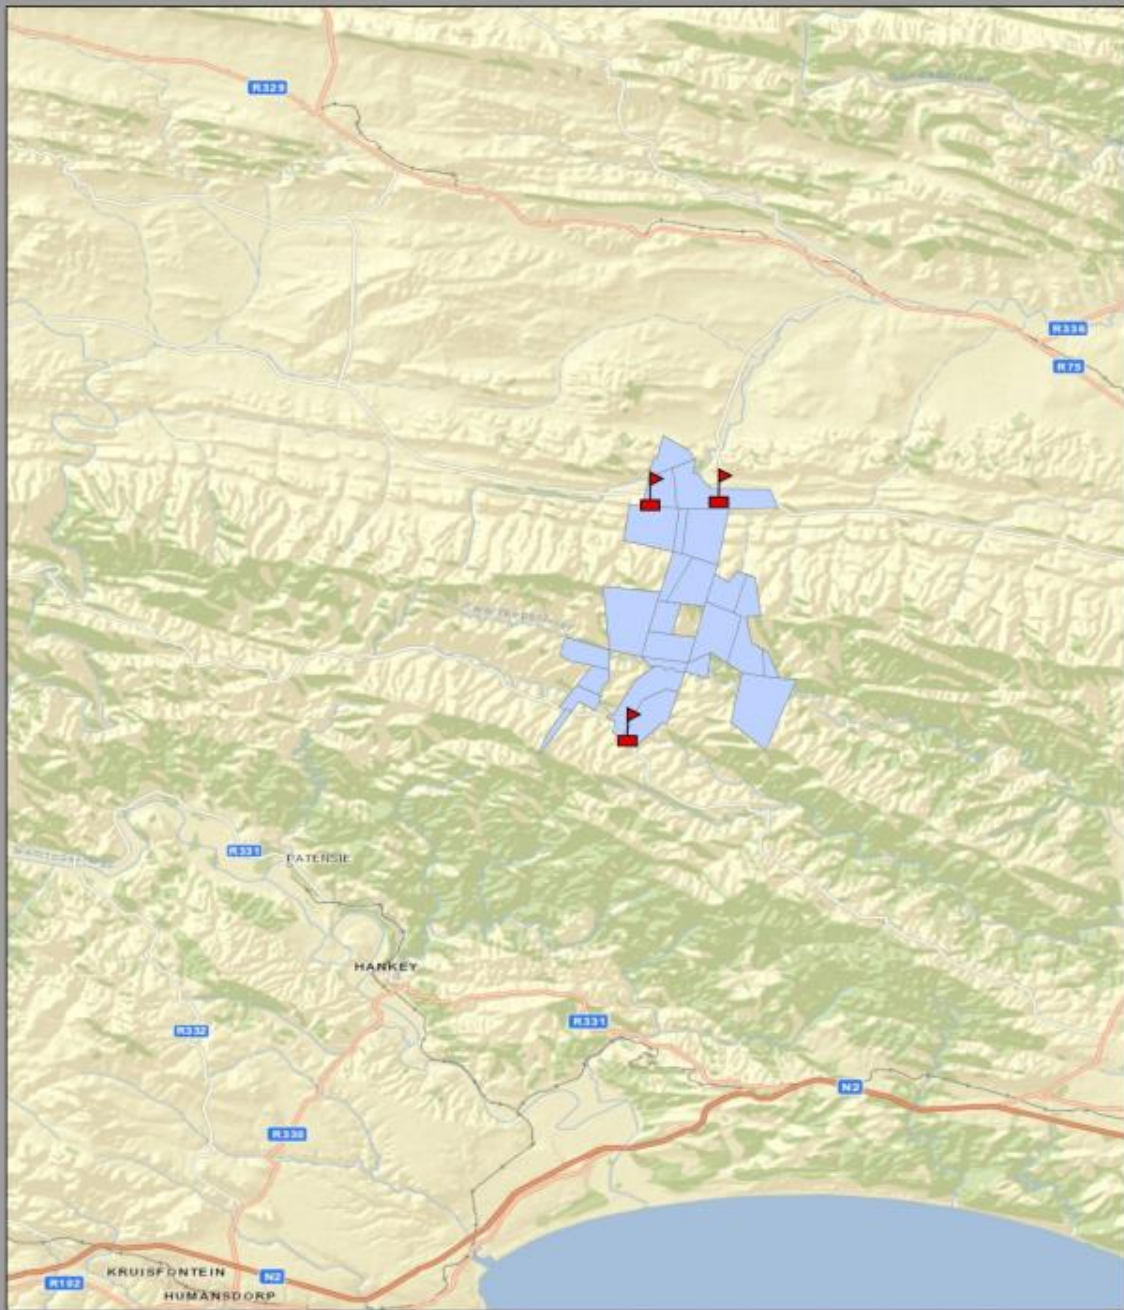 R329
R336
R75
R331
PATENSIE
HANKEY
R331
R332
N2
R330
KRUISFONTEIN
N2
R102
HUMANSDORP